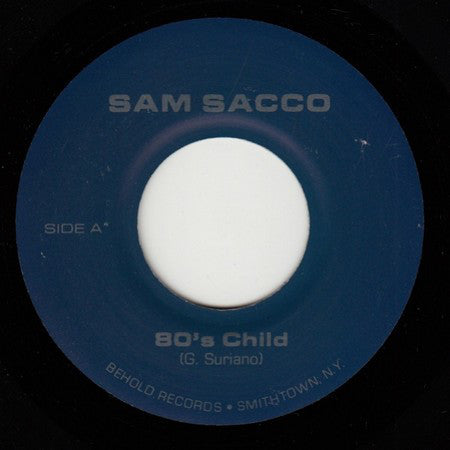 SAM SACCO
SIDE A*
80's Child
(G. Suriano)
BEHOLD RECORDS • SMITHTOWN, N.Y.